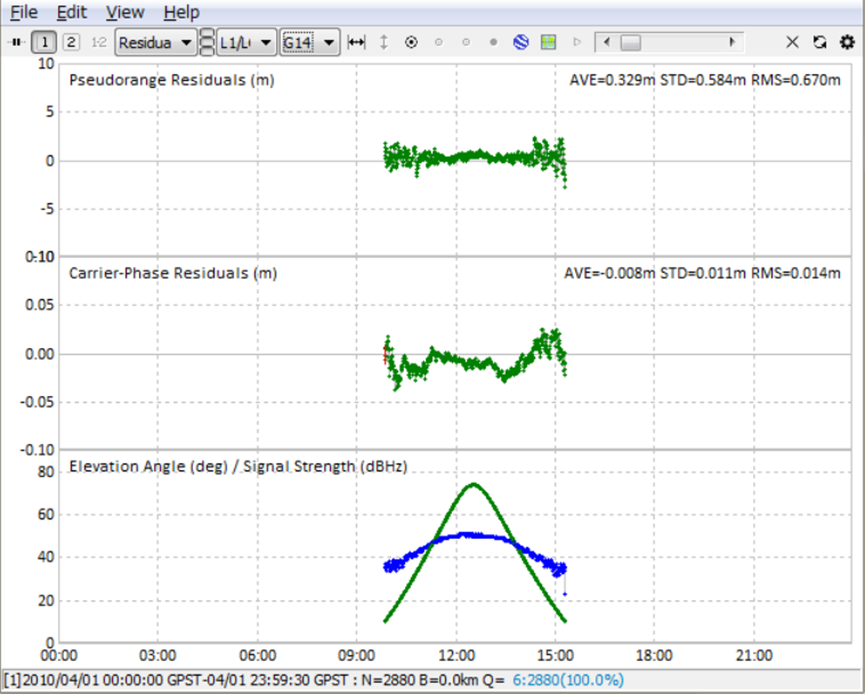 File Edit View Help
1 2 1-2 Residua L1/L( G14
10
Pseudorange Residuals (m) AVE=0.329m STD=0.584m RMS=0.670m
5
0
-5
0.10
Carrier-Phase Residuals (m) AVE=-0.008m STD=0.011m RMS=0.014m
0.05
0.00
-0.05
-0.10
Elevation Angle (deg) / Signal Strength (dBHz)
80
60
40
20
0
00:00 03:00 06:00 09:00 12:00 15:00 18:00 21:00
[1]2010/04/01 00:00:00 GPST-04/01 23:59:30 GPST : N=2880 B=0.0km Q= 6:2880(100.0%)